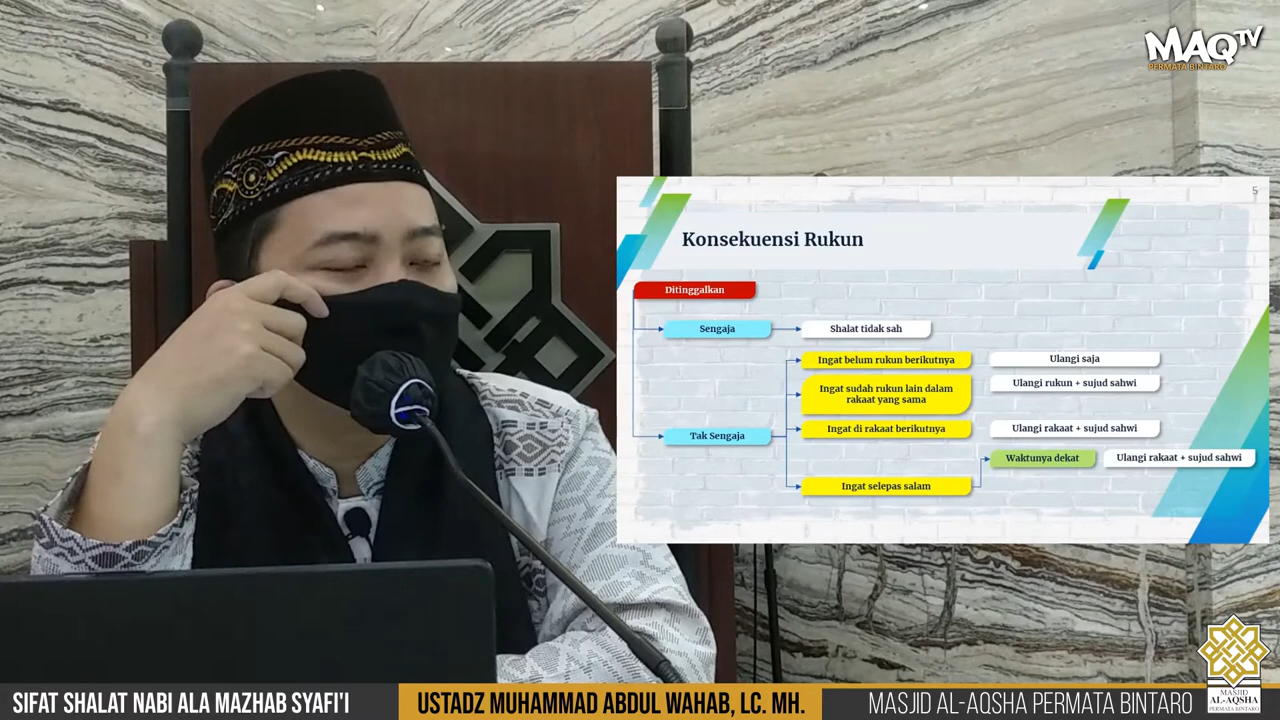 MAQTV
PERMATA BINTARO
5
Konsekuensi Rukun
Ditinggalkan
Sengaja
Shalat tidak sah
Ingat belum rukun berikutnya
Ulangi saja
Ingat sudah rukun lain dalam
rakaat yang sama
Ulangi rukun + sujud sahwi
Tak Sengaja
Ingat di rakaat berikutnya
Ulangi rakaat + sujud sahwi
Waktunya dekat
Ulangi rakaat + sujud sahwi
Ingat selepas salam
SIFAT SHALAT NABI ALA MAZHAB SYAFI'I
USTADZ MUHAMMAD ABDUL WAHAB, LC. MH.
MASJID AL-AQSHA PERMATA BINTARO
MASJID
AL-AQSHA
PERMATA BINTARO